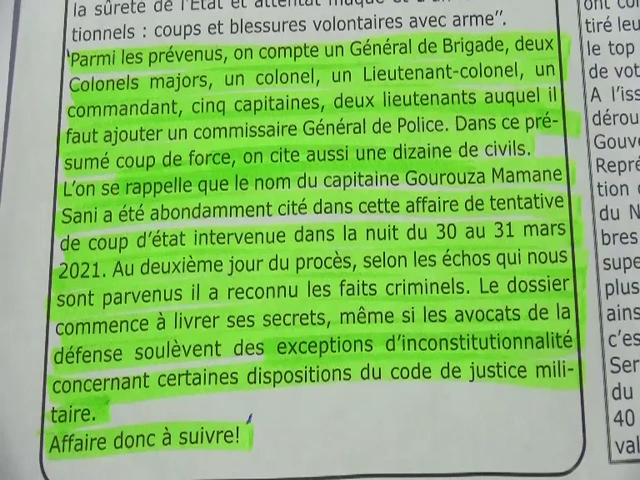 la sûreté de l'État et attentat
tionnels : coups et blessures volontaires avec arme".
Parmi les prévenus, on compte un Général de Brigade, deux
Colonels majors, un colonel, un Lieutenant-colonel, un
commandant, cinq capitaines, deux lieutenants auquel il
faut ajouter un commissaire Général de Police. Dans ce pré-
sumé coup de force, on cite aussi une dizaine de civils.
L'on se rappelle que le nom du capitaine Gourouza Mamane
Sani a été abondamment cité dans cette affaire de tentative
de coup d'état intervenue dans la nuit du 30 au 31 mars
2021. Au deuxième jour du procès, selon les échos qui nous
sont parvenus il a reconnu les faits criminels. Le dossier
commence à livrer ses secrets, même si les avocats de la
défense soulèvent des exceptions d'inconstitutionnalité
concernant certaines dispositions du code de justice mili-
taire.
Affaire donc à suivre!
ont con
tiré leu
le top
de vot
A l'iss
dérou
Gouve
Repré
tion
du N
bres
supe
plus
ains
c'es
Ser
du
40
val